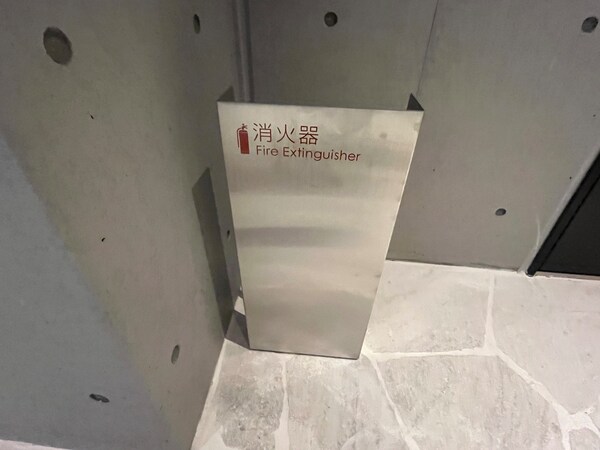 消火器
Fire Extinguisher